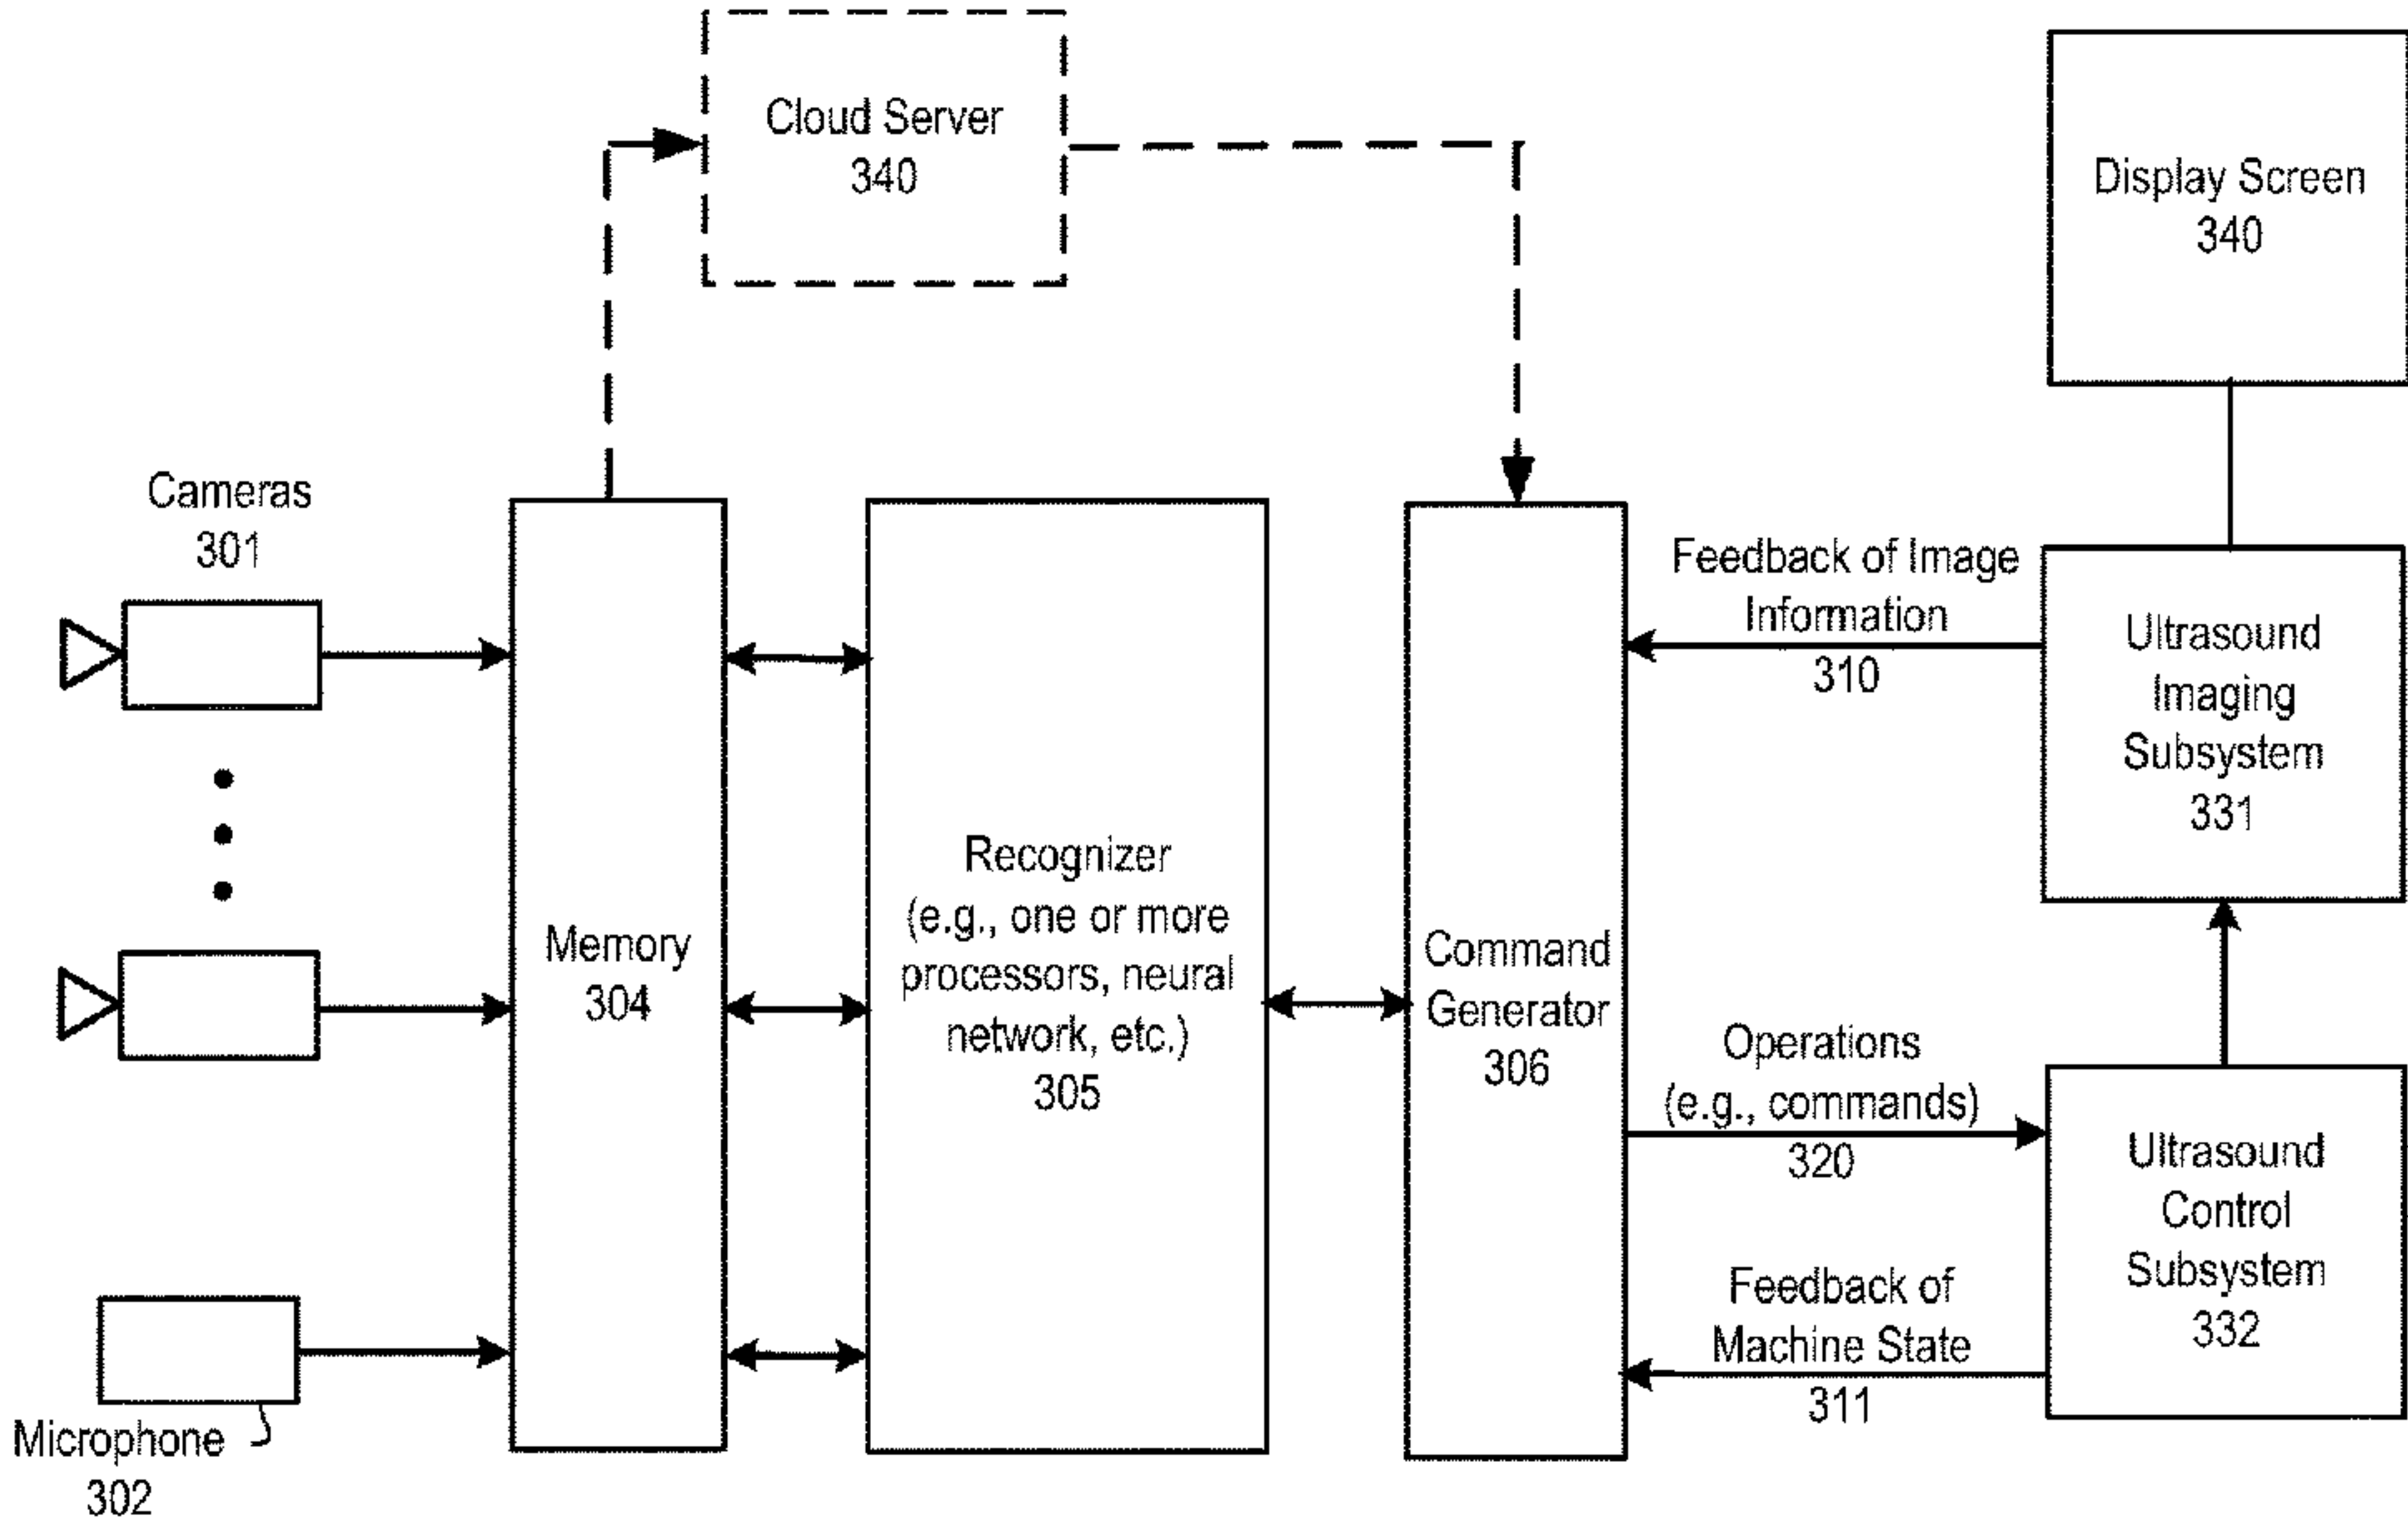 Cloud Server
340
Display Screen
340
Cameras
301
Memory
304
Recognizer
(e.g., one or more
processors, neural
network, etc.)
305
Command
Generator
306
Feedback of Image
Information
310
Ultrasound
Imaging
Subsystem
331
Operations
(e.g., commands)
320
Feedback of
Machine State
311
Ultrasound
Control
Subsystem
332
Microphone
302